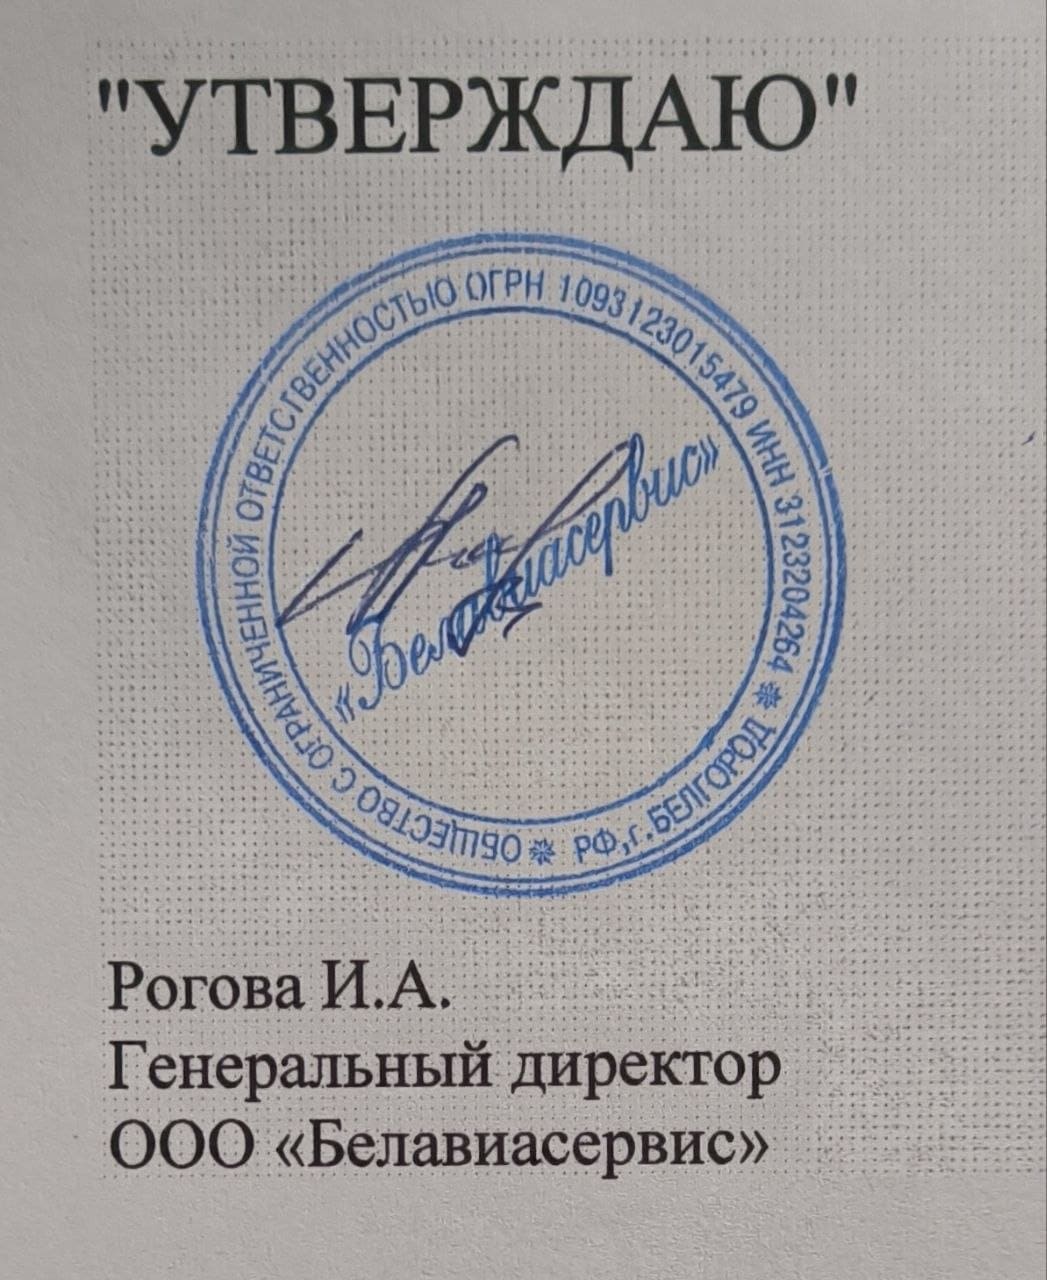 "УТВЕРЖДАЮ"
ОБЩЕСТВО С ОГРАНИЧЕННОЙ ОТВЕТСТВЕННОСТЬЮ ОГРН 1093123015479 ИНН 3123204264
РФ, г. БЕЛГОРОД
«Белавиасервис»
Рогова И.А.
Генеральный директор
ООО «Белавиасервис»